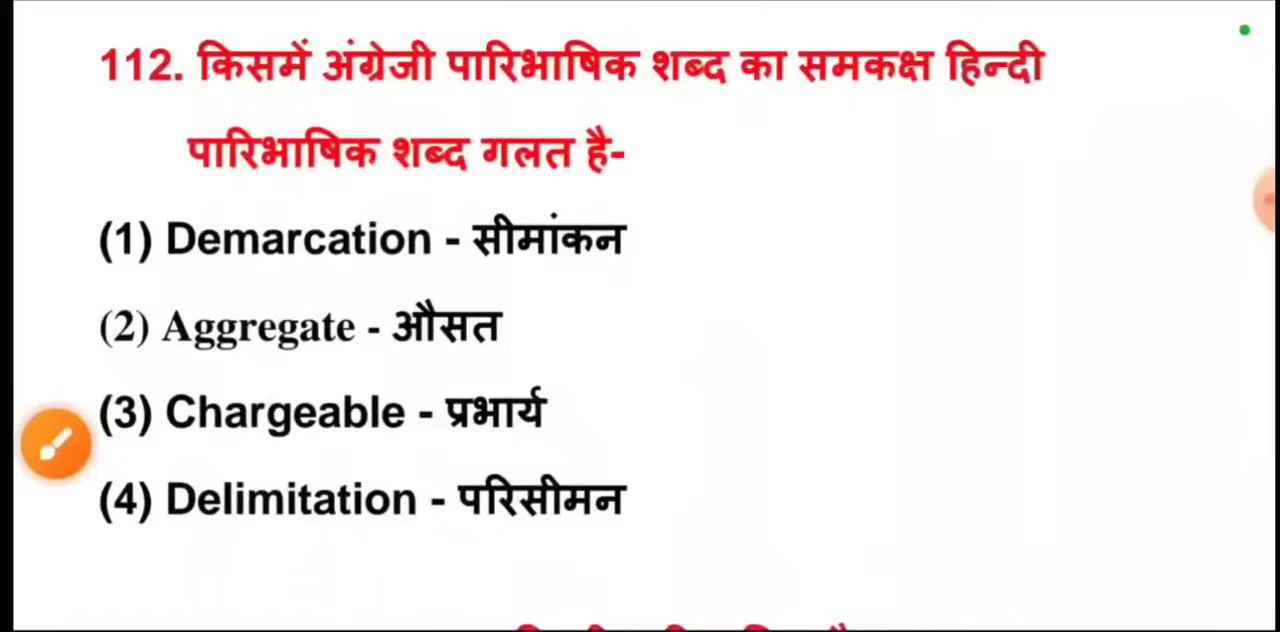 112. किसमें अंग्रेजी पारिभाषिक शब्द का समकक्ष हिन्दी
पारिभाषिक शब्द गलत है-
(1) Demarcation - सीमांकन
(2) Aggregate - औसत
(3) Chargeable - प्रभार्य
(4) Delimitation - परिसीमन